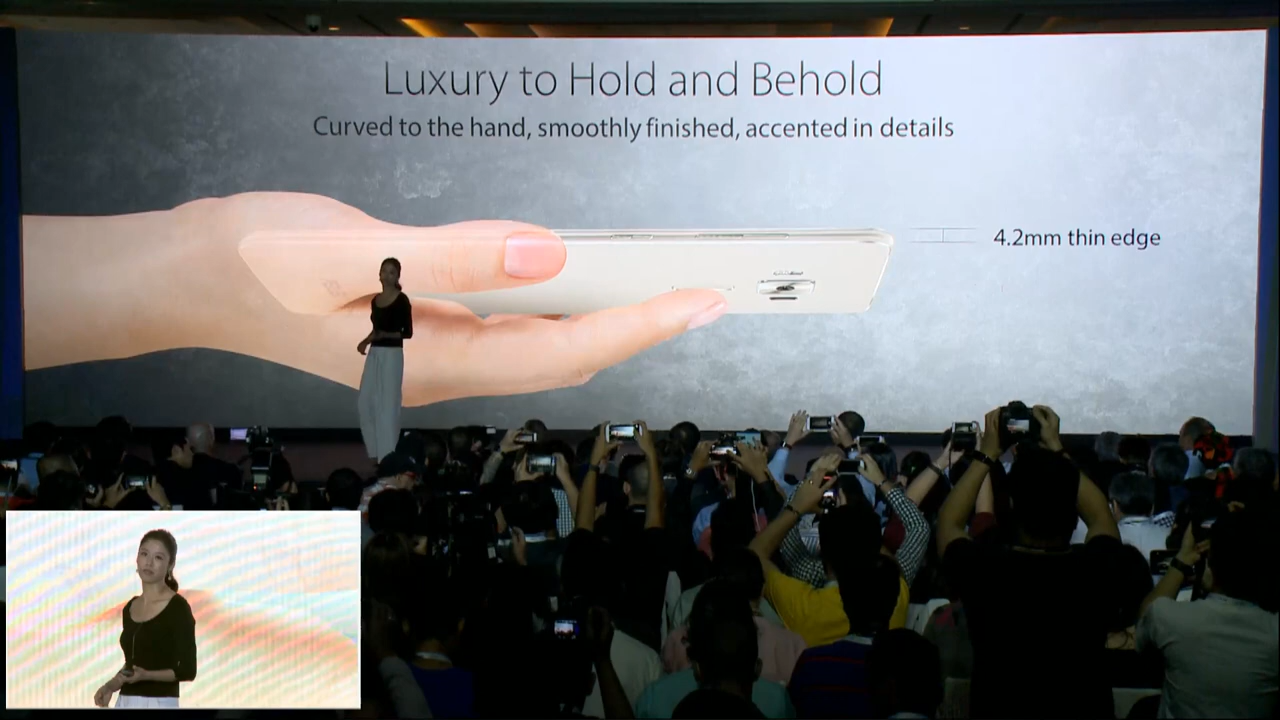 Luxury to Hold and Behold
Curved to the hand, smoothly finished, accented in details
4.2mm thin edge